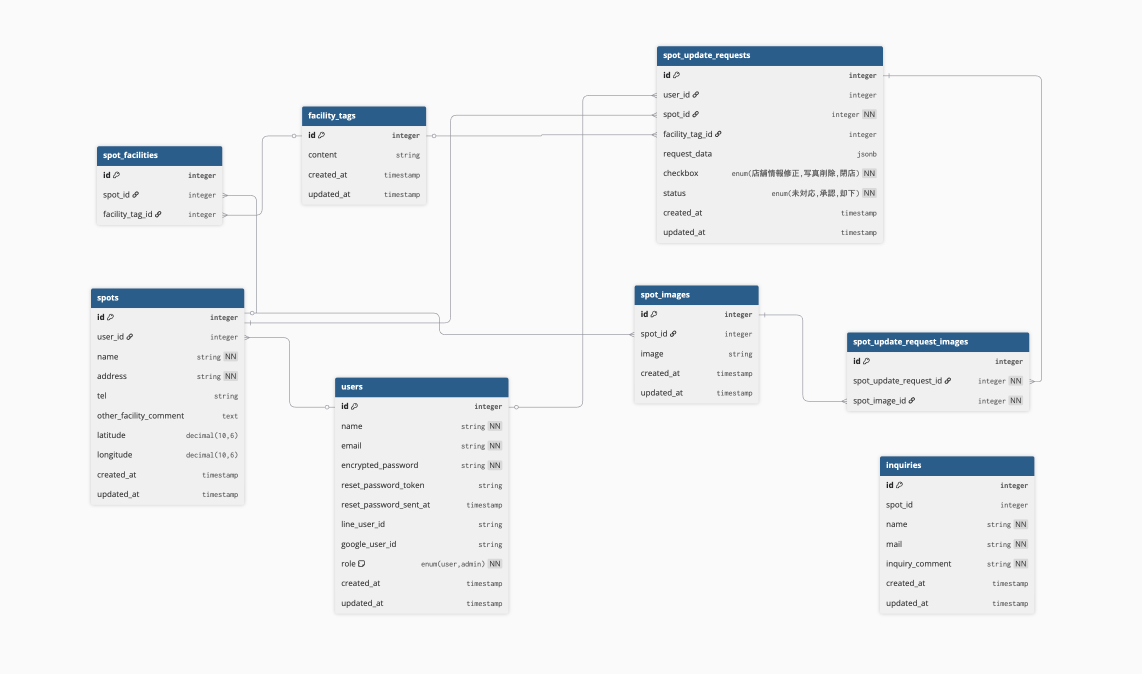 spot_update_requests
id integer
user_id integer
spot_id integer NN
facility_tag_id integer
request_data jsonb
checkbox enum(店舗情報修正,写真削除,閉店) NN
status enum(未対応,承認,却下) NN
created_at timestamp
updated_at timestamp
facility_tags
id integer
content string
created_at timestamp
updated_at timestamp
spot_facilities
id integer
spot_id integer
facility_tag_id integer
spots
id integer
user_id integer
name string NN
address string NN
tel string
other_facility_comment text
latitude decimal(10,6)
longitude decimal(10,6)
created_at timestamp
updated_at timestamp
spot_images
id integer
spot_id integer
image string
created_at timestamp
updated_at timestamp
spot_update_request_images
id integer
spot_update_request_id integer NN
spot_image_id integer NN
users
id integer
name string NN
email string NN
encrypted_password string NN
reset_password_token string
reset_password_sent_at timestamp
line_user_id string
google_user_id string
role enum(user,admin) NN
created_at timestamp
updated_at timestamp
inquiries
id integer
spot_id integer
name string NN
mail string NN
inquiry_comment string NN
created_at timestamp
updated_at timestamp